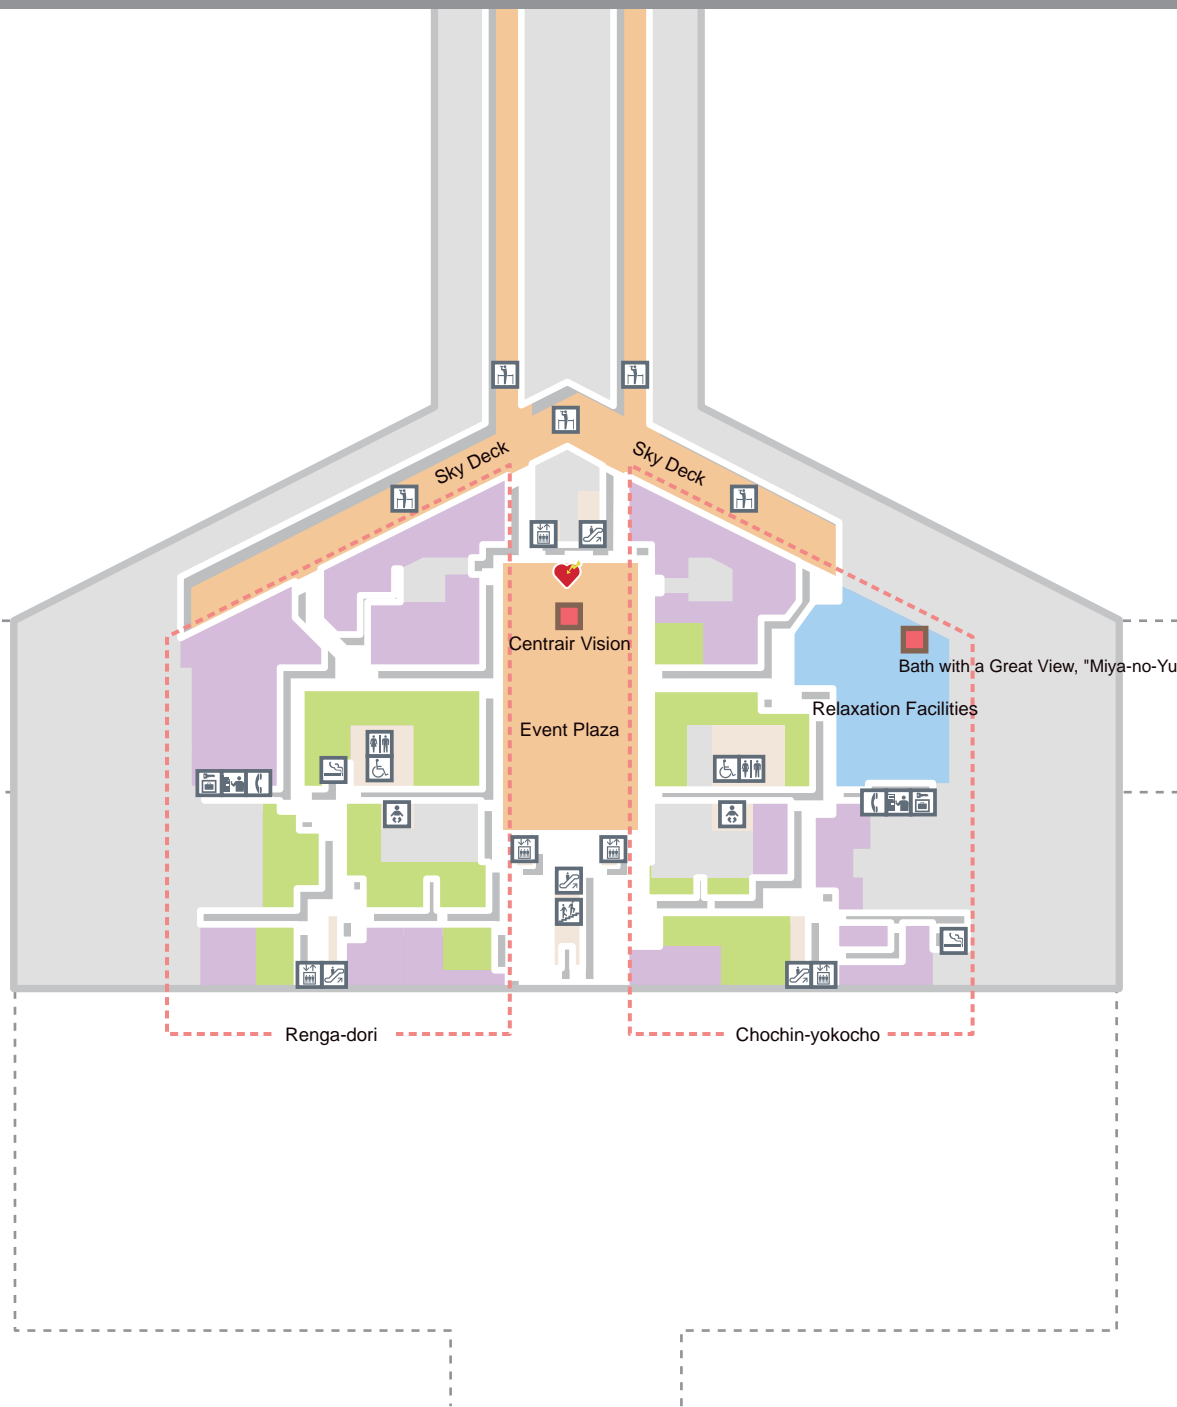 Sky Deck
Sky Deck
Centrair Vision
Bath with a Great View, "Miya-no-Yu
Relaxation Facilities
Event Plaza
Renga-dori
Chochin-yokocho